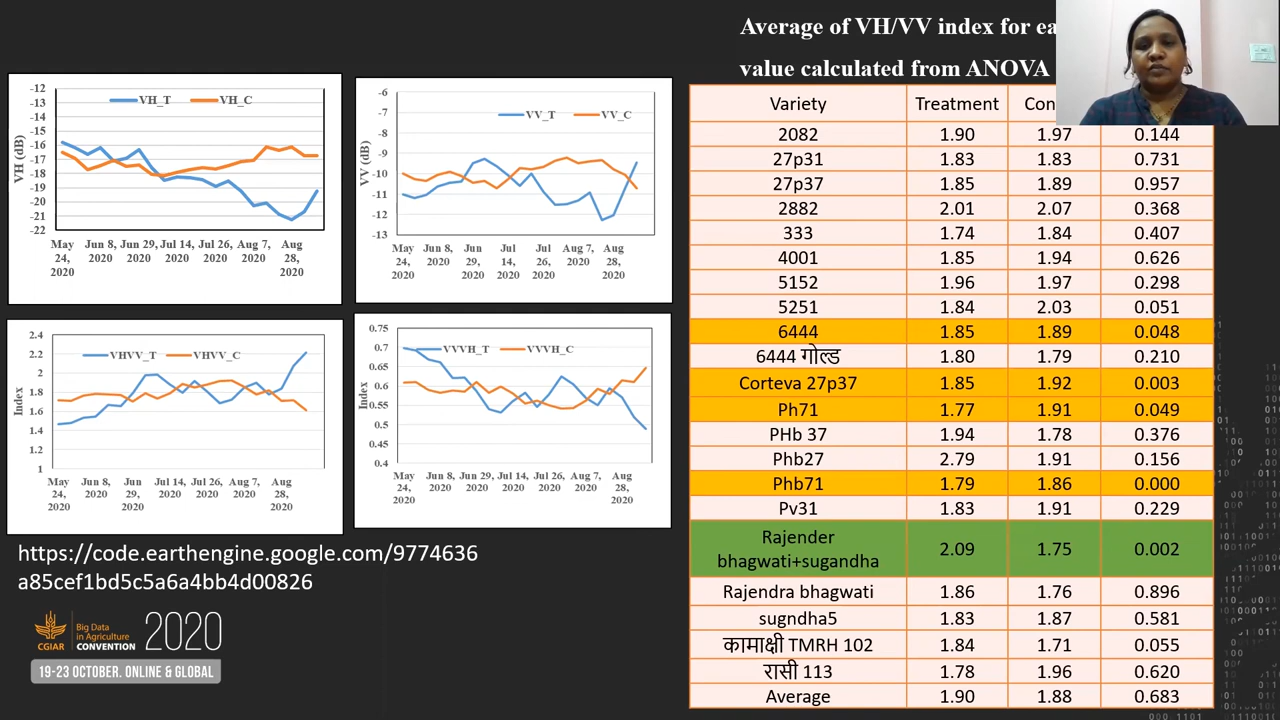 Average of VH/VV index for
value calculated from ANOVA
-12
-13
-14
-15
-16
-17
-18
-19
-20
-21
-22
VH (dB)
VH_T VH_C
May 24, 2020 Jun 8, 2020 Jun 29, 2020 Jul 14, 2020 Jul 26, 2020 Aug 7, 2020 Aug 28, 2020
-6
-7
-8
-9
-10
-11
-12
-13
VV (dB)
VV_T VV_C
May 24, 2020 Jun 8, 2020 Jun 29, 2020 Jul 14, 2020 Jul 26, 2020 Aug 7, 2020 Aug 28, 2020
2.4
2.2
2
1.8
1.6
1.4
1.2
1
Index
VHVV_T VHVV_C
May 24, 2020 Jun 8, 2020 Jun 29, 2020 Jul 14, 2020 Jul 26, 2020 Aug 7, 2020 Aug 28, 2020
0.75
0.7
0.65
0.6
0.55
0.5
0.45
0.4
Index
VVVH_T VVVH_C
May 24, 2020 Jun 8, 2020 Jun 29, 2020 Jul 14, 2020 Jul 26, 2020 Aug 7, 2020 Aug 28, 2020
https://code.earthengine.google.com/9774636
a85cef1bd5c5a6a4bb4d00826
CGIAR
Big Data
in Agriculture
CONVENTION
2020
19-23 OCTOBER. ONLINE & GLOBAL
Variety Treatment
2082 1.90 1.97 0.144
27p31 1.83 1.83 0.731
27p37 1.85 1.89 0.957
2882 2.01 2.07 0.368
333 1.74 1.84 0.407
4001 1.85 1.94 0.626
5152 1.96 1.97 0.298
5251 1.84 2.03 0.051
6444 1.85 1.89 0.048
6444 गोल्ड 1.80 1.79 0.210
Corteva 27p37 1.85 1.92 0.003
Ph71 1.77 1.91 0.049
PHb 37 1.94 1.78 0.376
Phb27 2.79 1.91 0.156
Phb71 1.79 1.86 0.000
Pv31 1.83 1.91 0.229
Rajender
bhagwati+sugandha 2.09 1.75 0.002
Rajendra bhagwati 1.86 1.76 0.896
sugndha5 1.83 1.87 0.581
कामाक्षी TMRH 102 1.84 1.71 0.055
रासी 113 1.78 1.96 0.620
Average 1.90 1.88 0.683